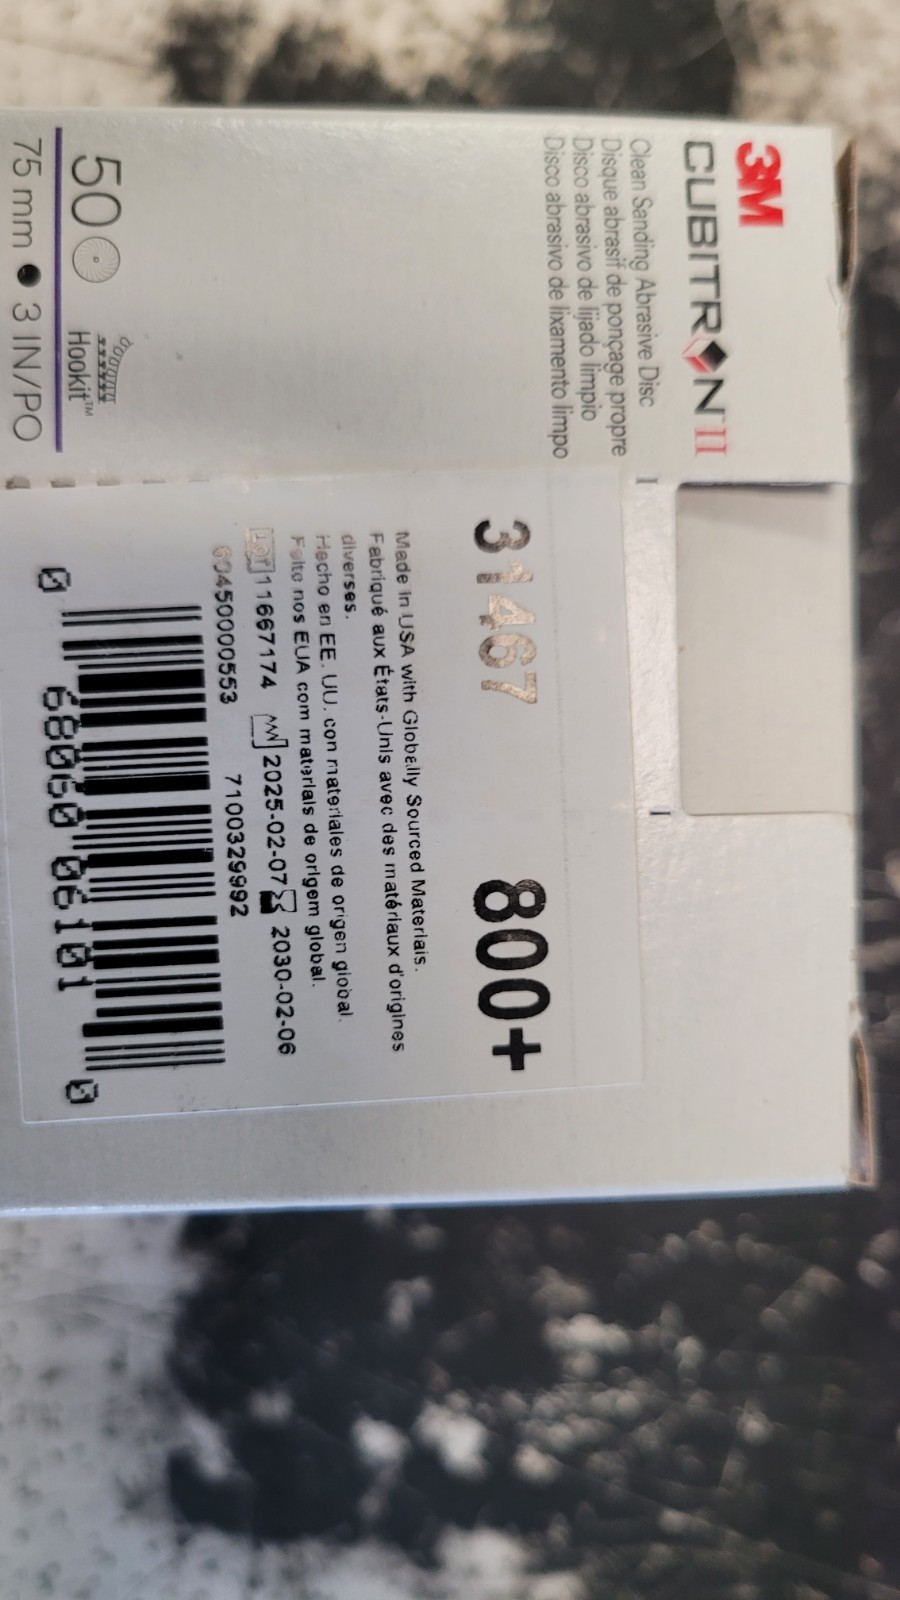 3M
CUBITRON II
Clean Sanding Abrasive Disc
Disque abrasif de ponçage propre
Disco abrasivo de lijado limpio
Disco abrasivo de lixamento limpo
50 Hookit™
75 mm • 3 IN/PO
31467 800+
Made in USA with Globally Sourced Materials.
Fabriqué aux États-Unis avec des matériaux d'origines
diverses.
Hecho en EE. UU. con materiales de origen global.
Feito nos EUA com materiais de origem global.
LOT 11667174 2025-02-07 2030-02-06
60450000553 7100329992
0 68060 06101 0